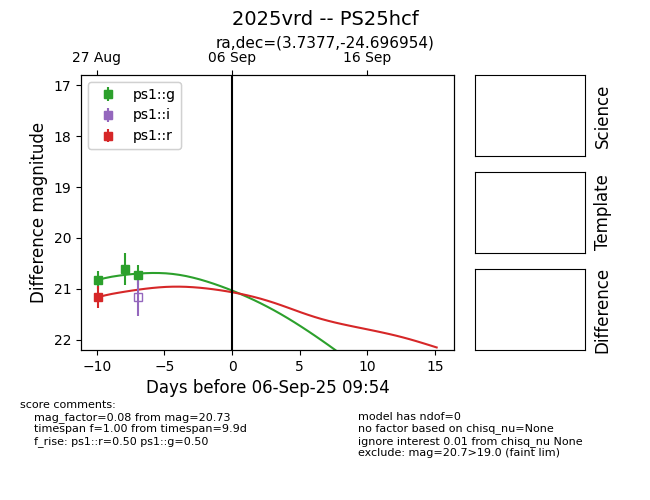 2025vrd -- PS25hcf
ra,dec=(3.7377,-24.696954)
27 Aug 06 Sep 16 Sep
ps1::g
ps1::i
ps1::r
17
18
19
20
21
22
Difference magnitude
−10 −5 0 5 10 15
Days before 06-Sep-25 09:54
Science
Template
Difference
score comments:
mag_factor=0.08 from mag=20.73
timespan f=1.00 from timespan=9.9d
f_rise: ps1::r=0.50 ps1::g=0.50
model has ndof=0
no factor based on chisq_nu=None
ignore interest 0.01 from chisq_nu None
exclude: mag=20.7>19.0 (faint lim)